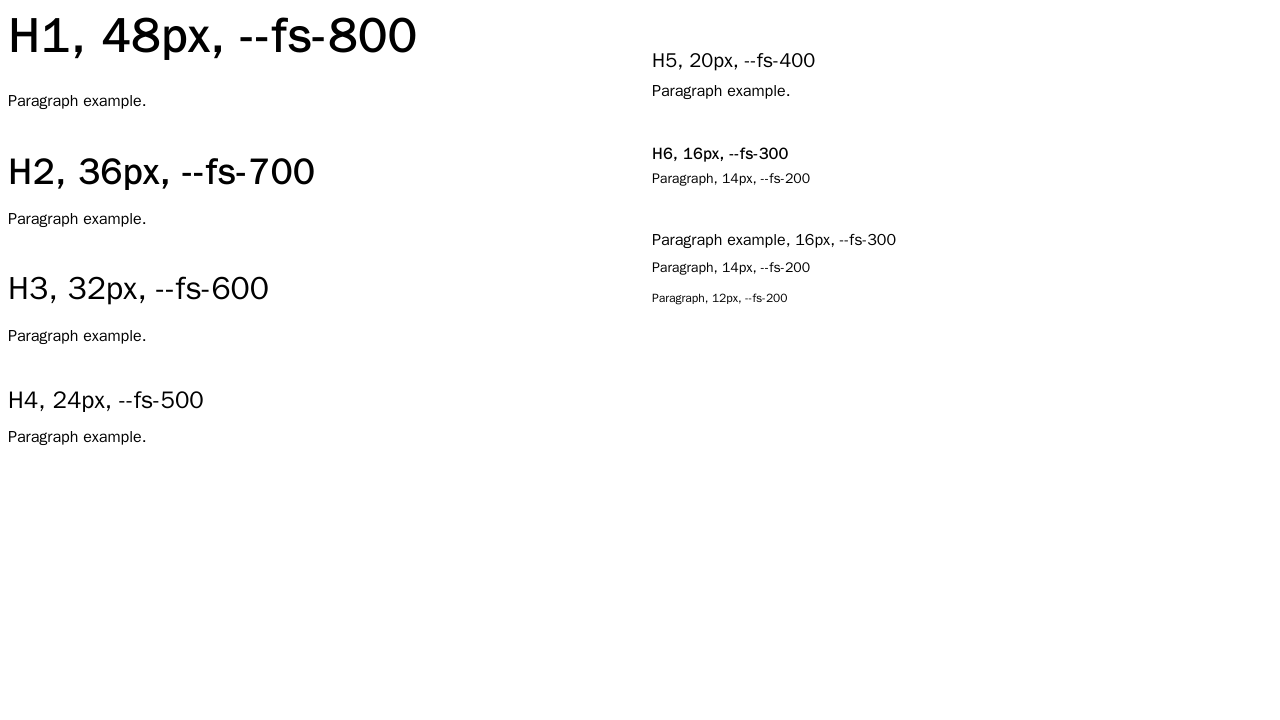 H1, 48px, --fs-800
Paragraph example.
H2, 36px, --fs-700
Paragraph example.
H3, 32px, --fs-600
Paragraph example.
H4, 24px, --fs-500
Paragraph example.
H5, 20px, --fs-400
Paragraph example.
H6, 16px, --fs-300
Paragraph, 14px, --fs-200
Paragraph example, 16px, --fs-300
Paragraph, 14px, --fs-200
Paragraph, 12px, --fs-200